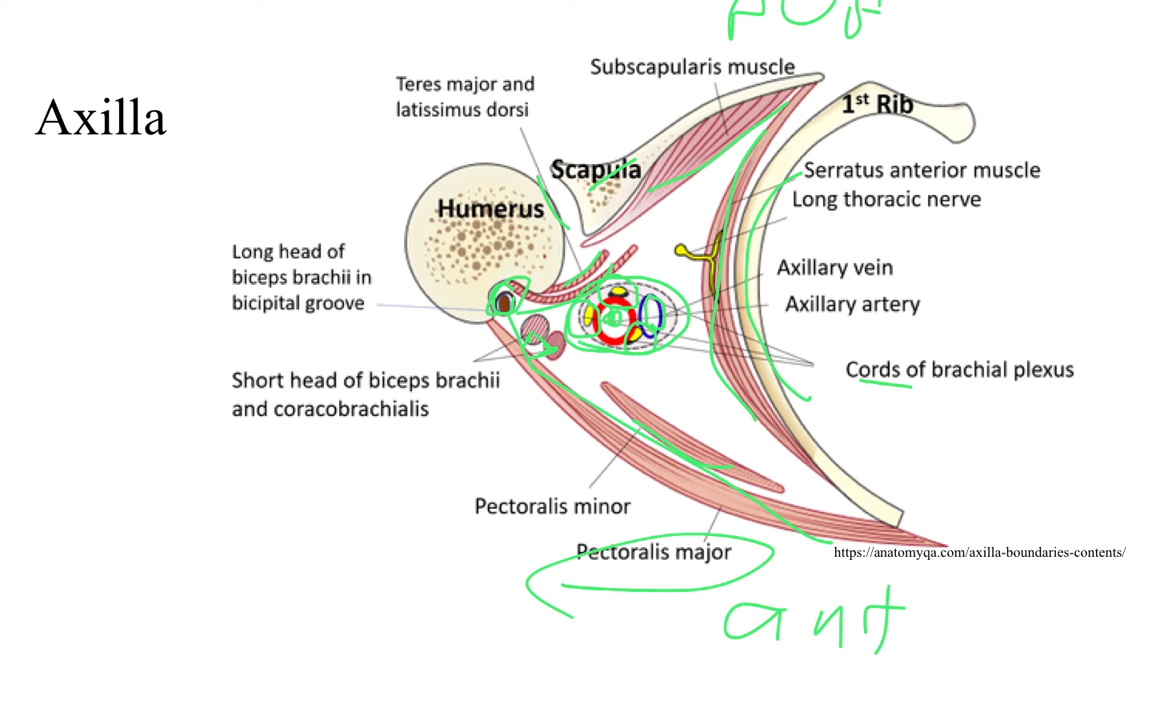 Axilla
Subscapularis muscle
Teres major and
latissimus dorsi
1st Rib
Scapula
Serratus anterior muscle
Long thoracic nerve
Humerus
Long head of
biceps brachii in
bicipital groove
Axillary vein
Axillary artery
Cords of brachial plexus
Short head of biceps brachii
and coracobrachialis
Pectoralis minor
Pectoralis major
https://anatomyqa.com/axilla-boundaries-contents/
ant